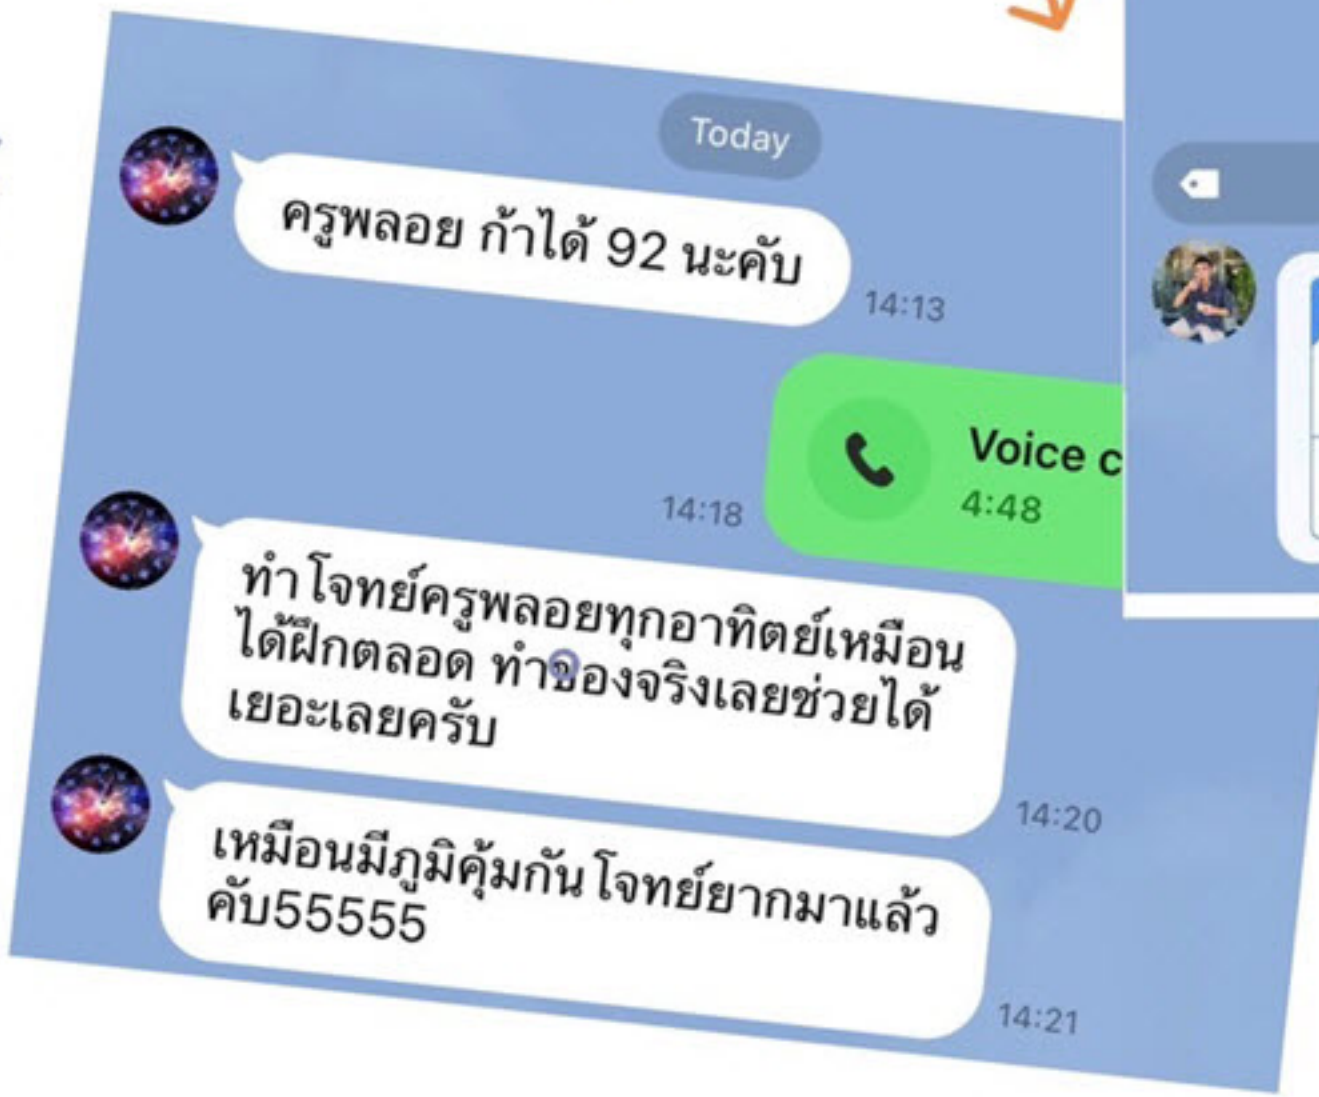 Today
ครูพลอย ก้าได้ 92 นะคับ
14:13
Voice c
4:48
14:18
ทำโจทย์ครูพลอยทุกอาทิตย์เหมือน
ได้ฝึกตลอด ทำของจริงเลยช่วยได้
เยอะเลยครับ
14:20
เหมือนมีภูมิคุ้มกันโจทย์ยากมาแล้ว
คับ55555
14:21